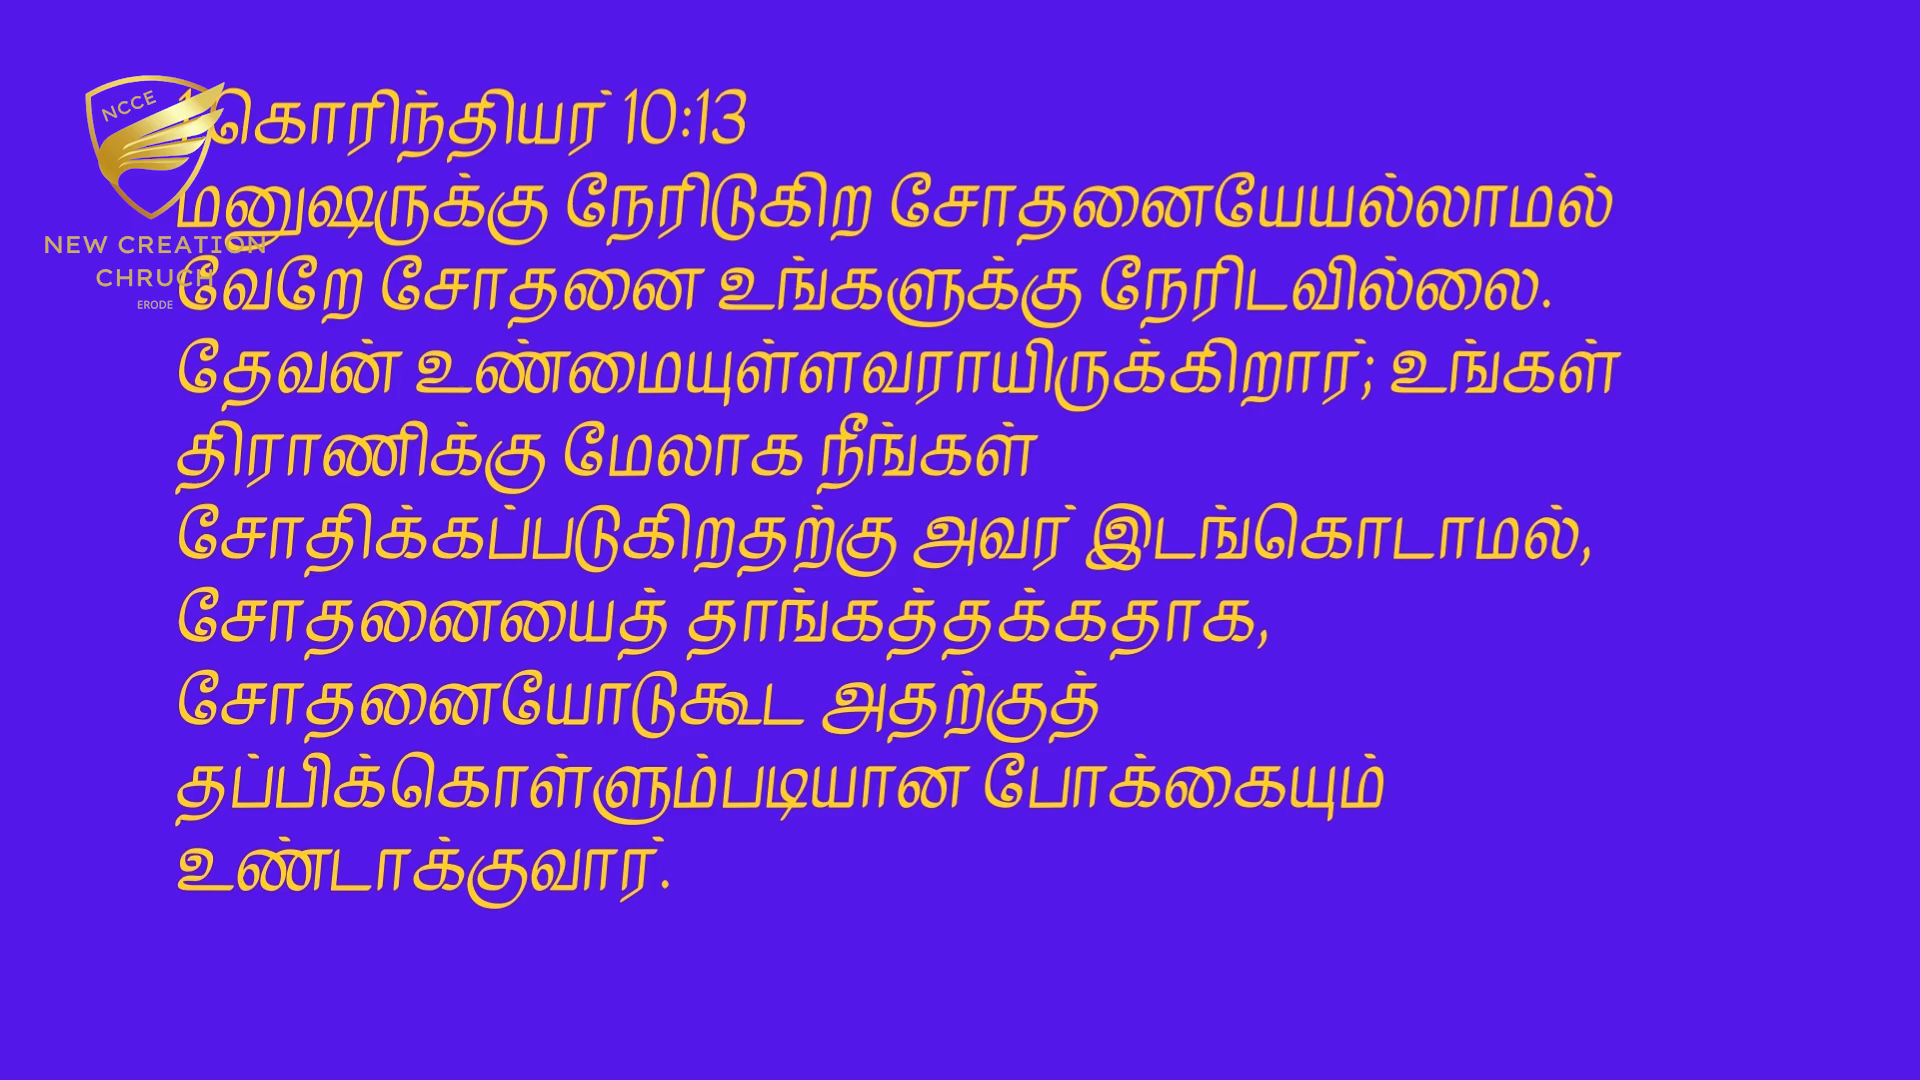 NCCE
NEW CREATION
CHRUCH
ERODE
1 கொரிந்தியர் 10:13
மனுஷருக்கு நேரிடுகிற சோதனையேயல்லாமல்
வேறே சோதனை உங்களுக்கு நேரிடவில்லை.
தேவன் உண்மையுள்ளவராயிருக்கிறார்; உங்கள்
திராணிக்கு மேலாக நீங்கள்
சோதிக்கப்படுகிறதற்கு அவர் இடங்கொடாமல்,
சோதனையைத் தாங்கத்தக்கதாக,
சோதனையோடுகூட அதற்குத்
தப்பிக்கொள்ளும்படியான போக்கையும்
உண்டாக்குவார்.